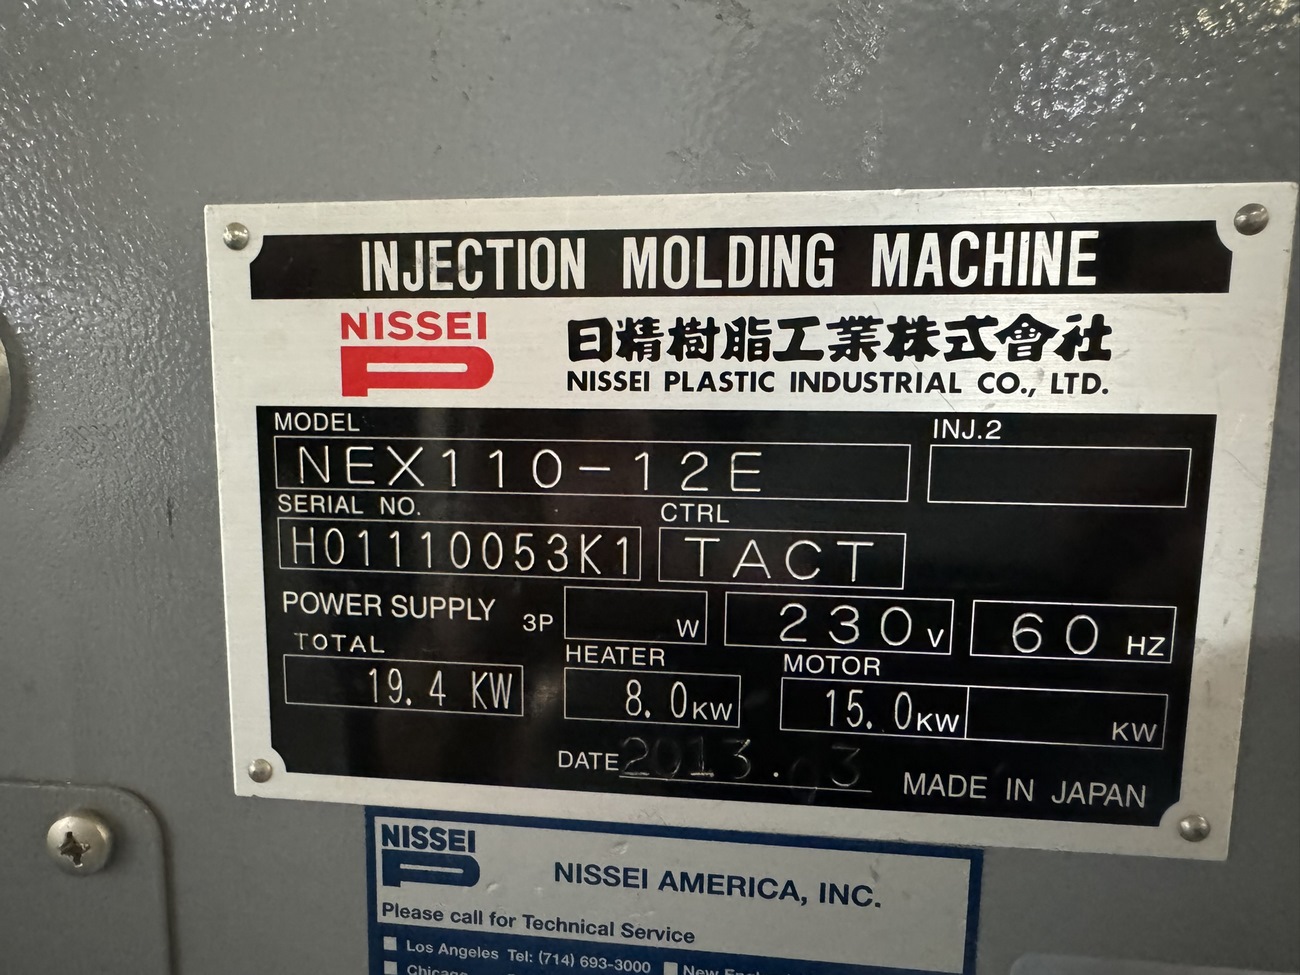 INJECTION MOLDING MACHINE
NISSEI
日精樹脂工業株式會社
NISSEI PLASTIC INDUSTRIAL CO., LTD.
MODEL
INJ.2
NEX110-12E
SERIAL NO.
CTRL
H01110053K1
TACT
POWER SUPPLY 3P W 230V 60 HZ
TOTAL HEATER MOTOR
19.4 KW 8.0KW 15.0KW KW
DATE 2013.03 MADE IN JAPAN
NISSEI
NISSEI AMERICA, INC.
Please call for Technical Service
Los Angeles Tel: (714) 693-3000 New